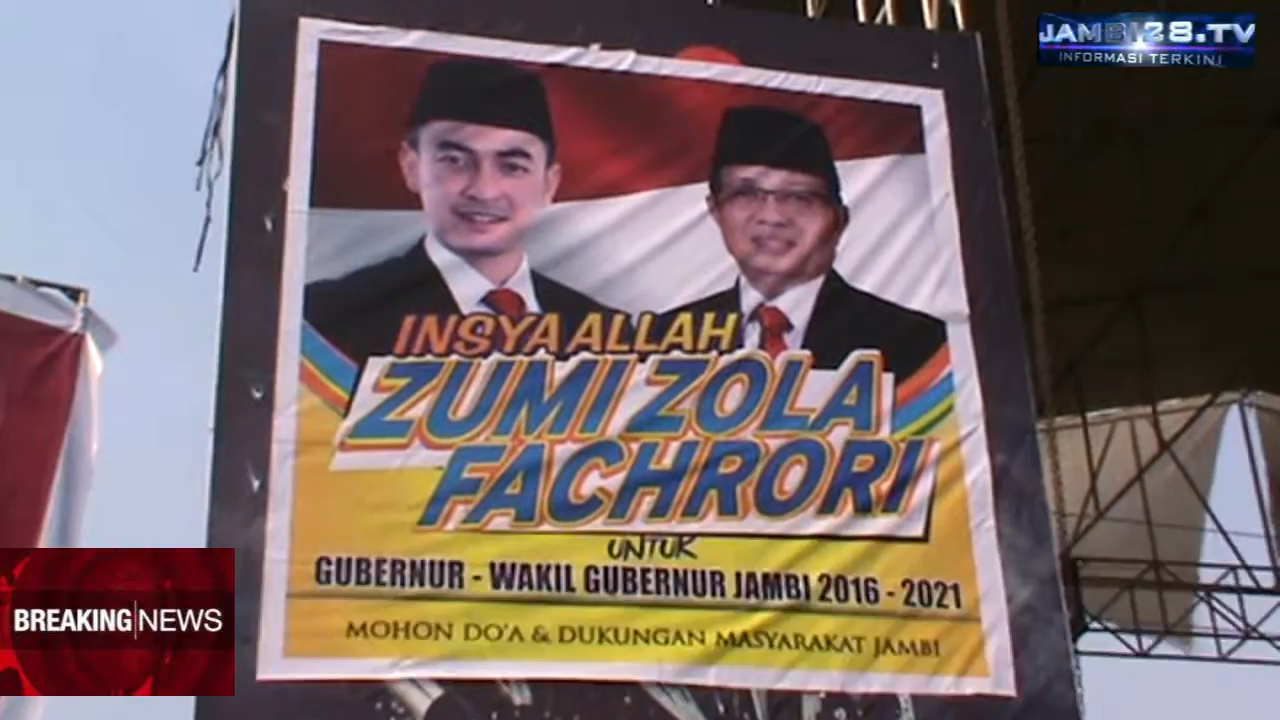 JAMBI28.TV
INFORMASI TERKINI
INSYA ALLAH
ZUMI ZOLA
FACHRORI
UNTUK
GUBERNUR - WAKIL GUBERNUR JAMBI 2016 - 2021
MOHON DO'A & DUKUNGAN MASYARAKAT JAMBI
BREAKING NEWS